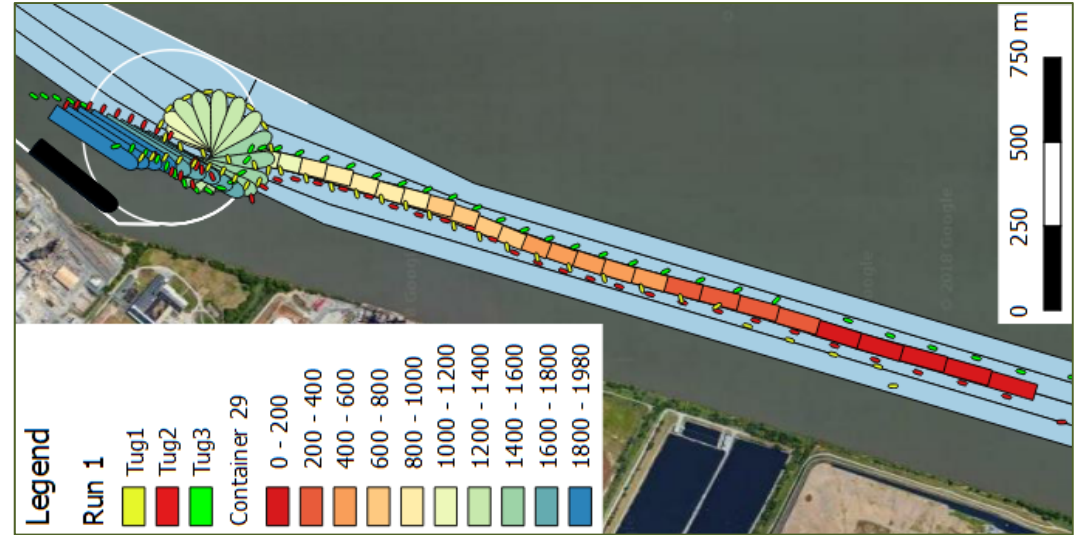 Legend
Run 1
Tug1
Tug2
Tug3
Container 29
0 - 200
200 - 400
400 - 600
600 - 800
800 - 1000
1000 - 1200
1200 - 1400
1400 - 1600
1600 - 1800
1800 - 1980
0 250 500 750 m
© 2018 Google